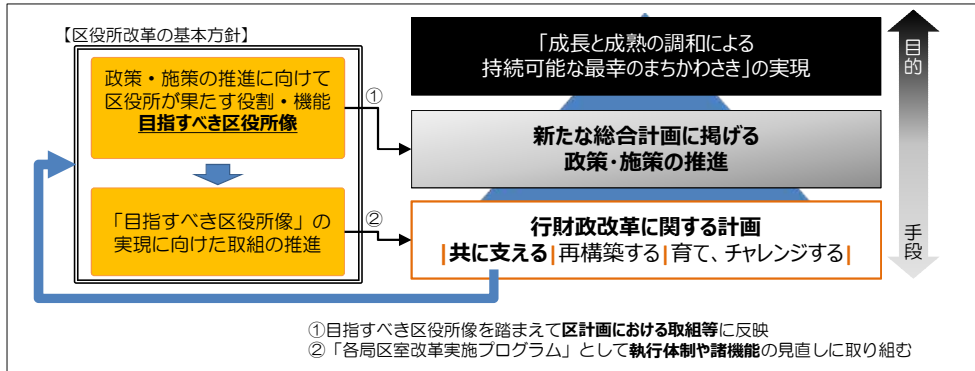 【区役所改革の基本方針】
政策・施策の推進に向けて
区役所が果たす役割・機能
目指すべき区役所像
「目指すべき区役所像」の
実現に向けた取組の推進
①
②
「成長と成熟の調和による
持続可能な最幸のまちかわさき」の実現
新たな総合計画に掲げる
政策・施策の推進
行財政改革に関する計画
|共に支える|再構築する|育て、チャレンジする|
目的
手段
①目指すべき区役所像を踏まえて区計画における取組等に反映
②「各局区室改革実施プログラム」として執行体制や諸機能の見直しに取り組む